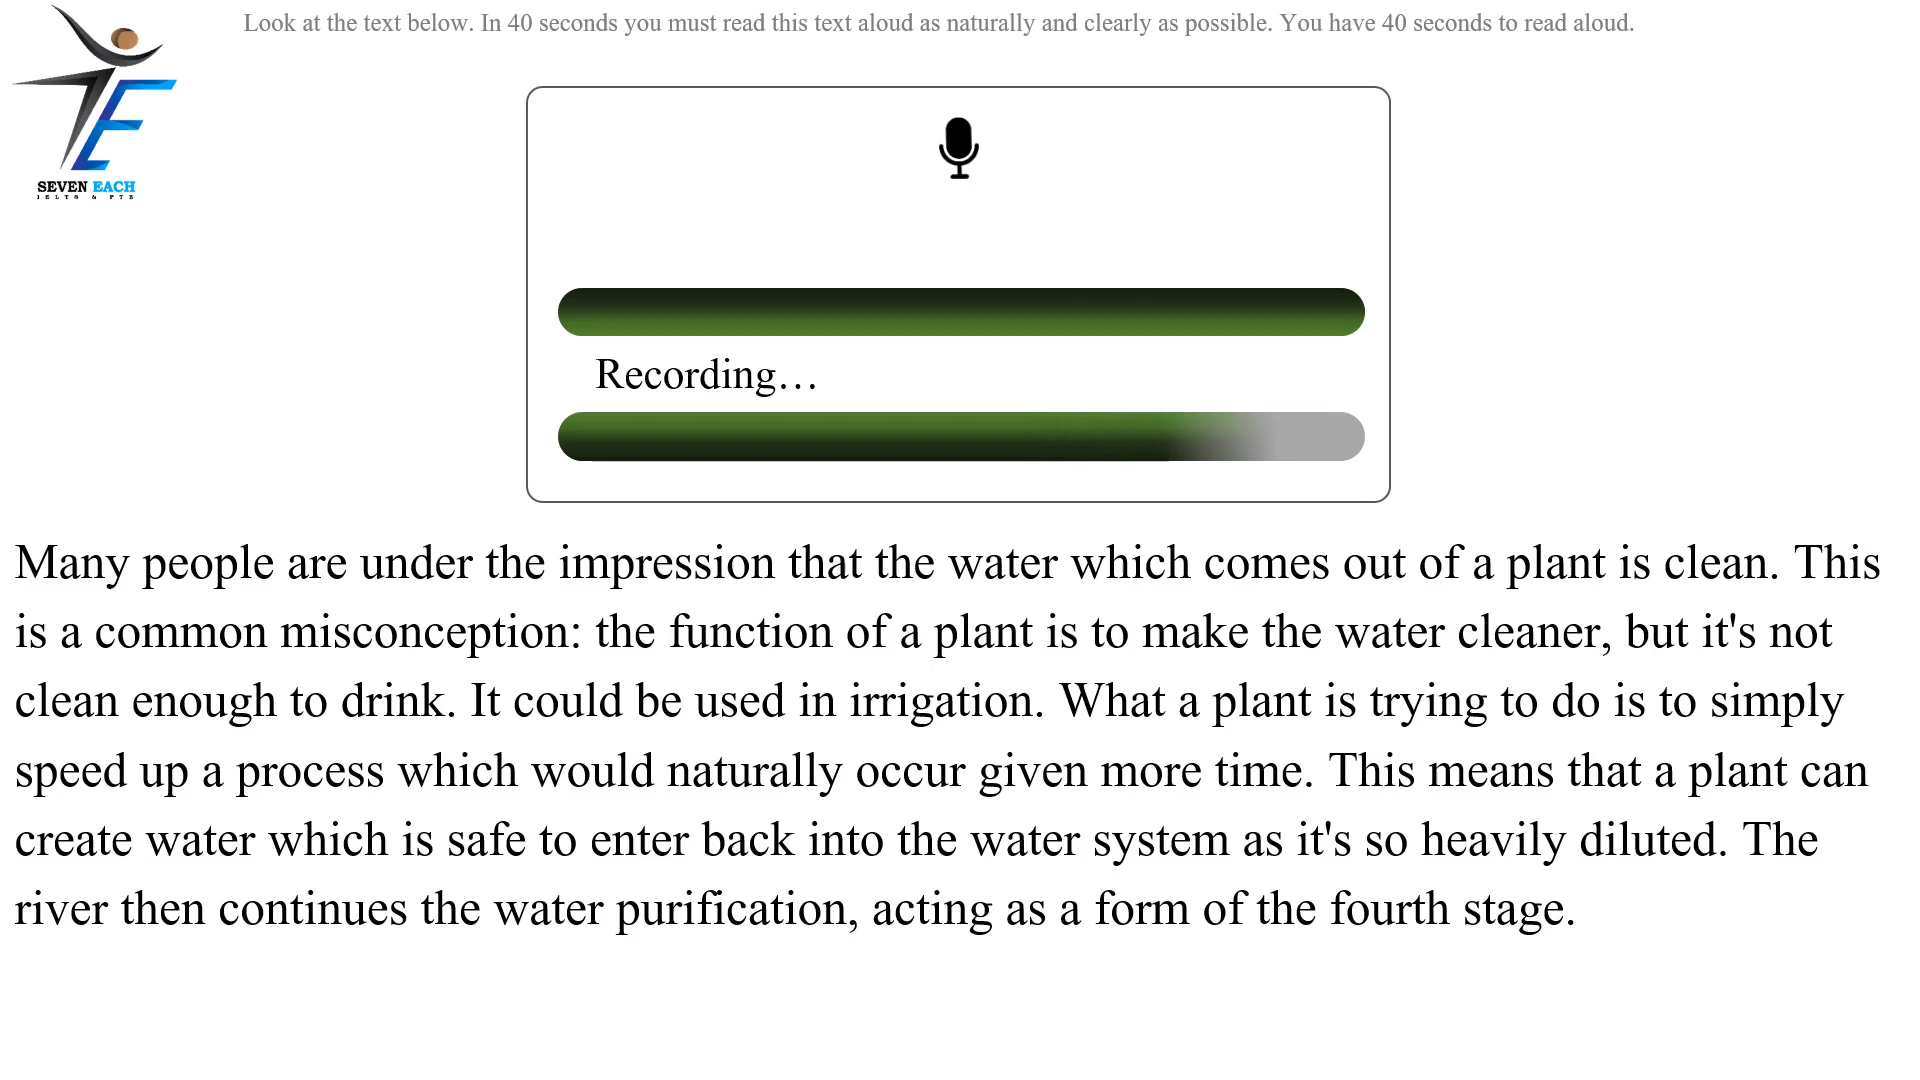 Look at the text below. In 40 seconds you must read this text aloud as naturally and clearly as possible. You have 40 seconds to read aloud.
SEVEN EACH
IELTS & PTE
Recording…
Many people are under the impression that the water which comes out of a plant is clean. This
is a common misconception: the function of a plant is to make the water cleaner, but it's not
clean enough to drink. It could be used in irrigation. What a plant is trying to do is to simply
speed up a process which would naturally occur given more time. This means that a plant can
create water which is safe to enter back into the water system as it's so heavily diluted. The
river then continues the water purification, acting as a form of the fourth stage.